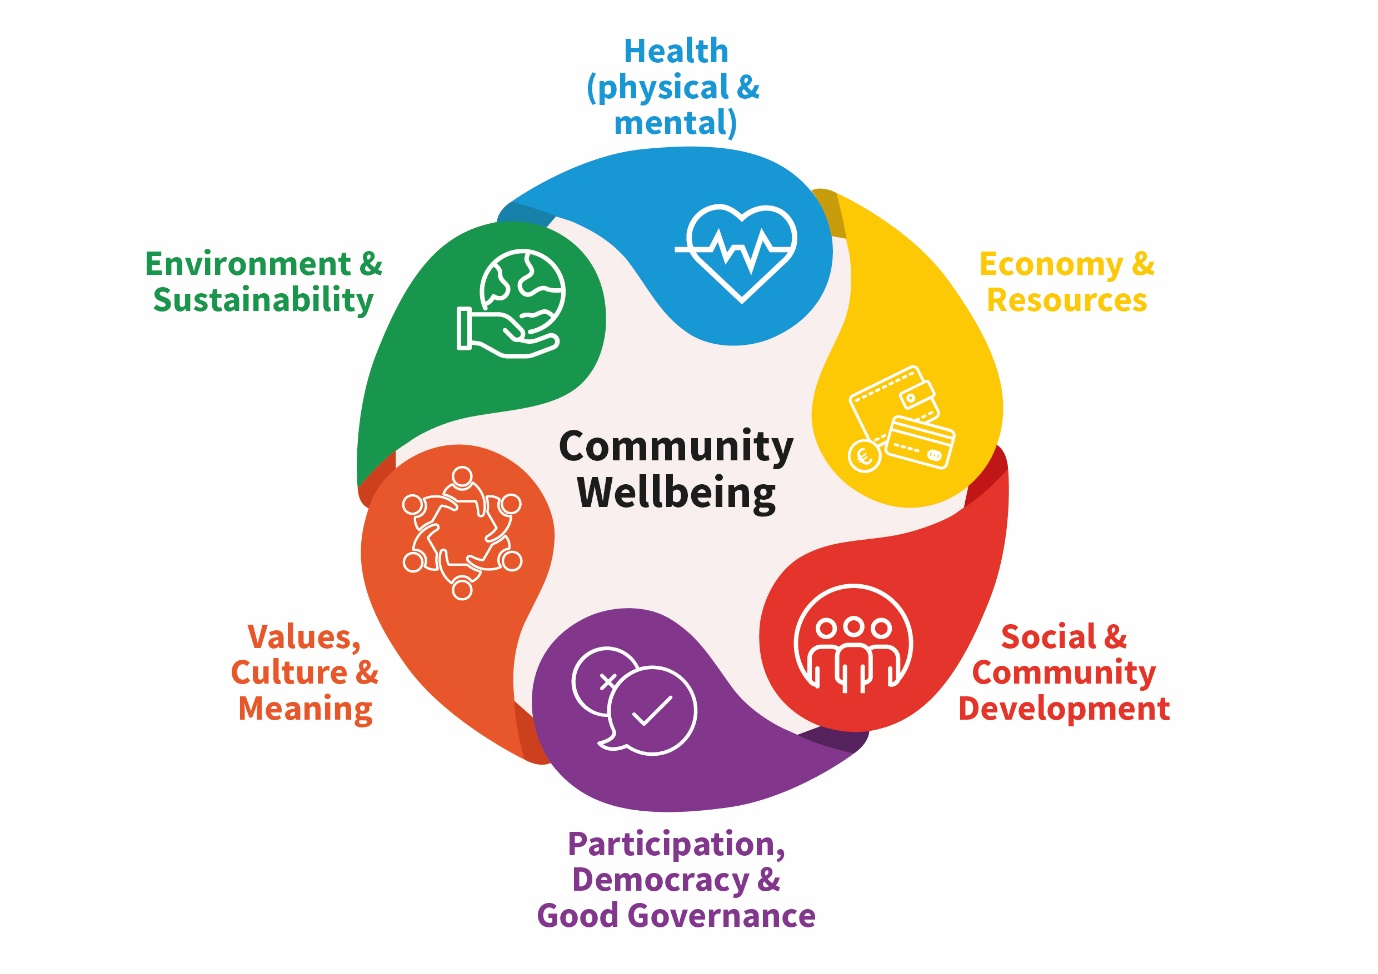 Health
(physical &
mental)
Environment &
Sustainability
Economy &
Resources
Community
Wellbeing
€
Values,
Culture &
Meaning
Social &
Community
Development
Participation,
Democracy &
Good Governance